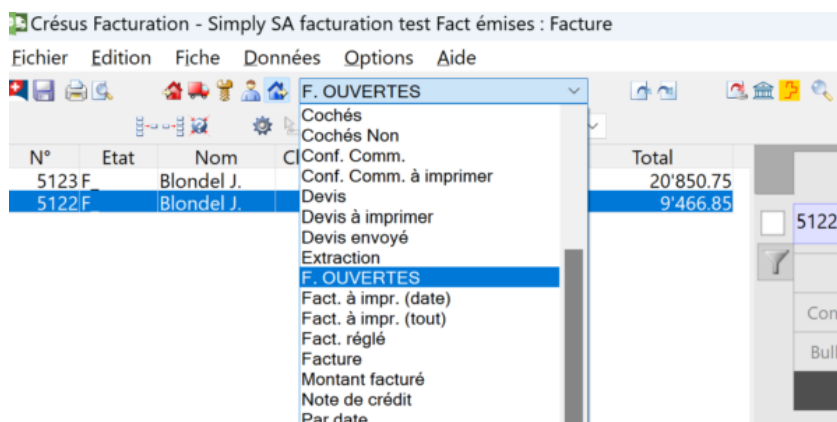 Crésus Facturation - Simply SA facturation test Fact émises : Facture
Fichier Edition Fiche Données Options Aide
F. OUVERTES
Cochés
Cochés Non
N° Etat Nom Total
Conf. Comm.
5123 F_ Blondel J. 20'850.75
Conf. Comm. à imprimer
5122 F_ Blondel J. 9'466.85
Devis
Devis à imprimer
5122
Devis envoyé
Extraction
F. OUVERTES
Fact. à impr. (date)
Fact. à impr. (tout)
Fact. réglé
Facture
Montant facturé
Note de crédit
Par date